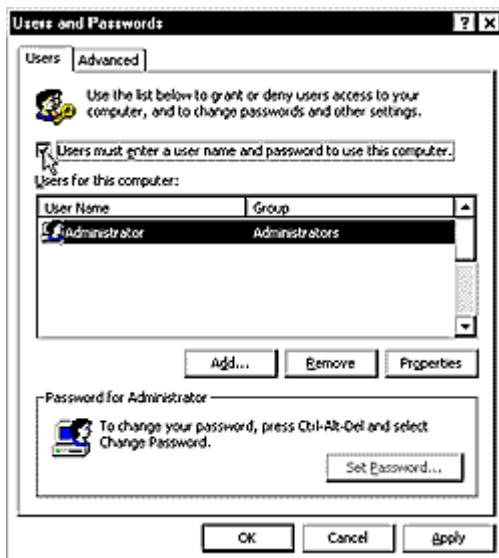 Users and Passwords
Users
Advanced
Use the list below to grant or deny users access to your
computer, and to change passwords and other settings.
Users must enter a user name and password to use this computer.
Users for this computer:
User Name Group
Administrator Administrators
Add... Remove Properties
Password for Administrator
To change your password, press Ctrl-Alt-Del and select
Change Password.
Set Password...
OK Cancel Apply